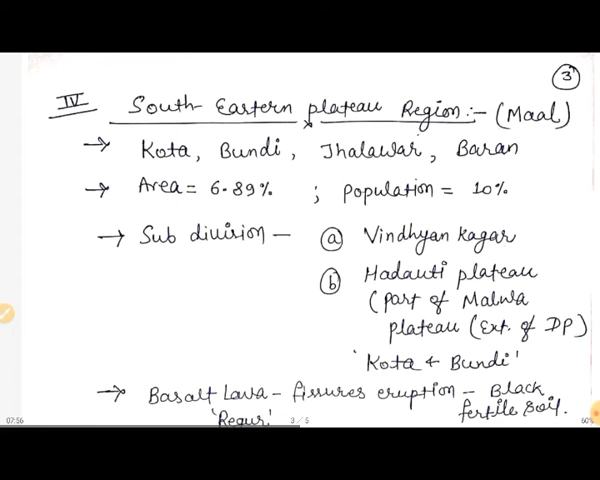 3
IV South Eastern plateau Region :- (Maal)
→ Kota, Bundi, Jhalawar, Baran
→ Area = 6.89% ; Population = 10%
→ Sub division – (a) Vindhyan Kagar
(b) Hadauti plateau
(part of Malwa
plateau (Ext. of DP)
'Kota + Bundi'
→ Basalt Lava – fissures eruption – Black
fertile soil.
'Regur'
07:56
3 / 5
60%